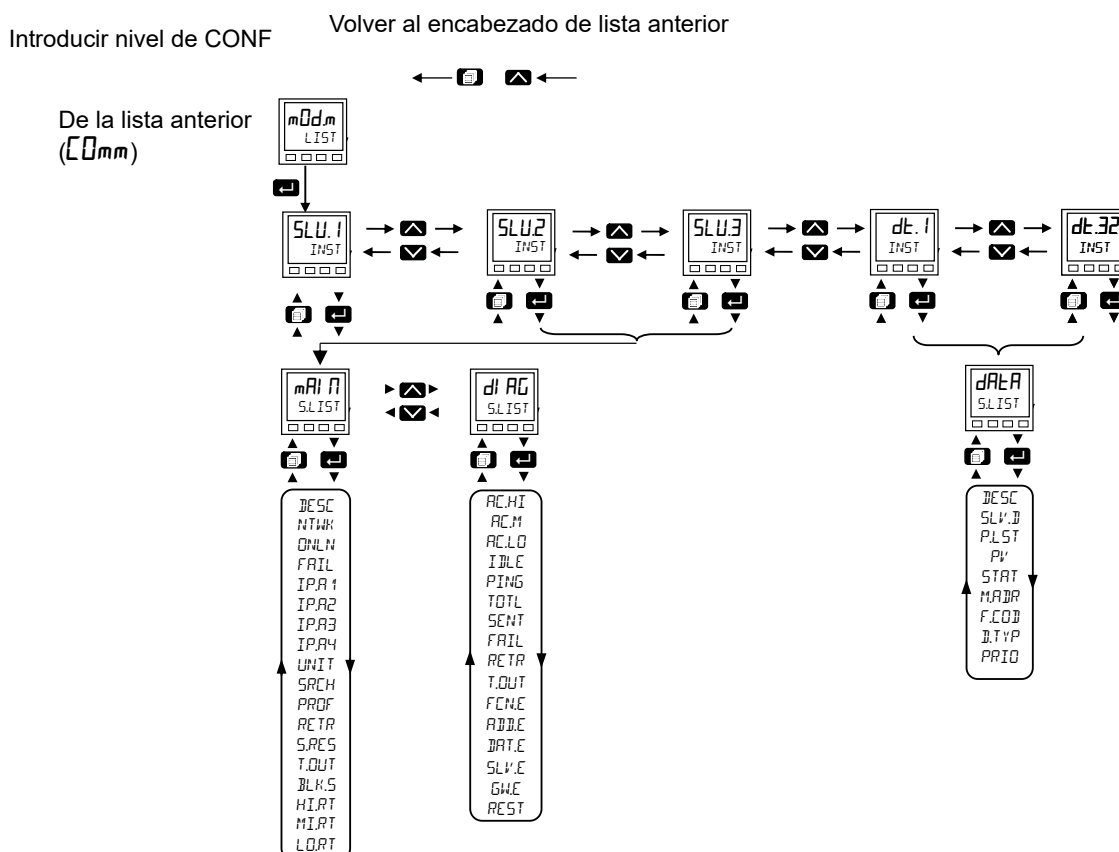 Introducir nivel de CONF
Volver al encabezado de lista anterior
De la lista anterior
(COmm)
mOd.m
LIST
SLU.1
INST
SLU.2
INST
SLU.3
INST
dt.1
INST
dt.32
INST
mAIN
S.LIST
dIAG
S.LIST
dAtA
S.LIST
DESC
NTWK
ONLN
FAIL
IP.A1
IP.A2
IP.A3
IP.A4
UNIT
SRCH
PROF
RETR
S.RES
T.OUT
BLK.S
HI.RT
MI.RT
LO.RT
AC.HI
AC.M
AC.LO
IDLE
PING
TOTL
SENT
FAIL
RETR
T.OUT
FCN.E
ADD.E
DAT.E
SLV.E
GW.E
REST
DESC
SLV.D
P.LST
PV
STAT
M.ADR
F.COD
D.TYP
PRIO